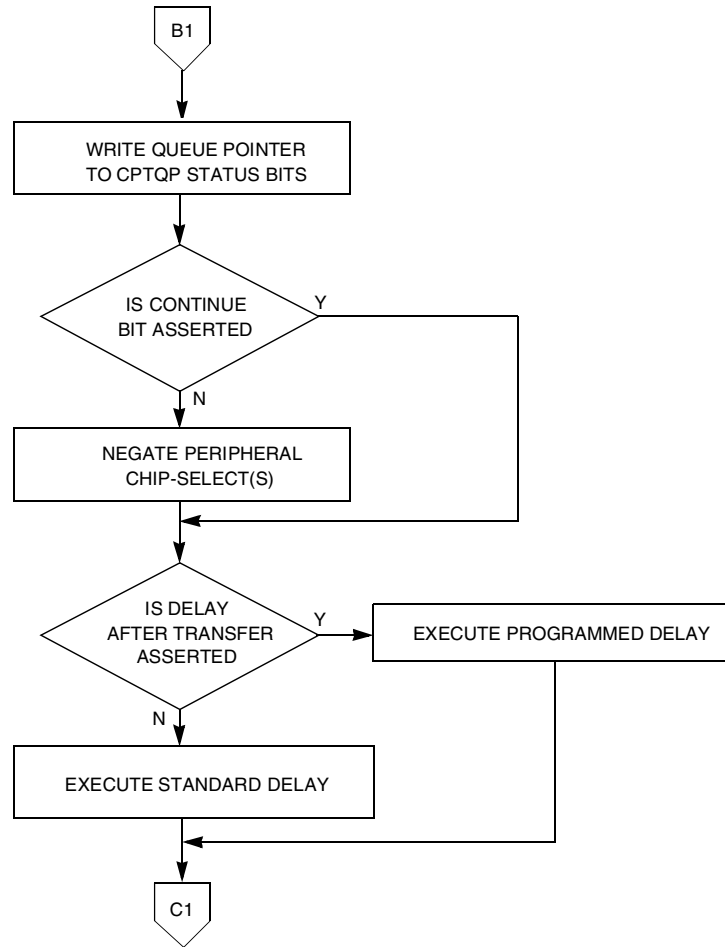 B1
WRITE QUEUE POINTER
TO CPTQP STATUS BITS
IS CONTINUE
BIT ASSERTED
Y
N
NEGATE PERIPHERAL
CHIP-SELECT(S)
IS DELAY
AFTER TRANSFER
ASSERTED
Y
EXECUTE PROGRAMMED DELAY
N
EXECUTE STANDARD DELAY
C1